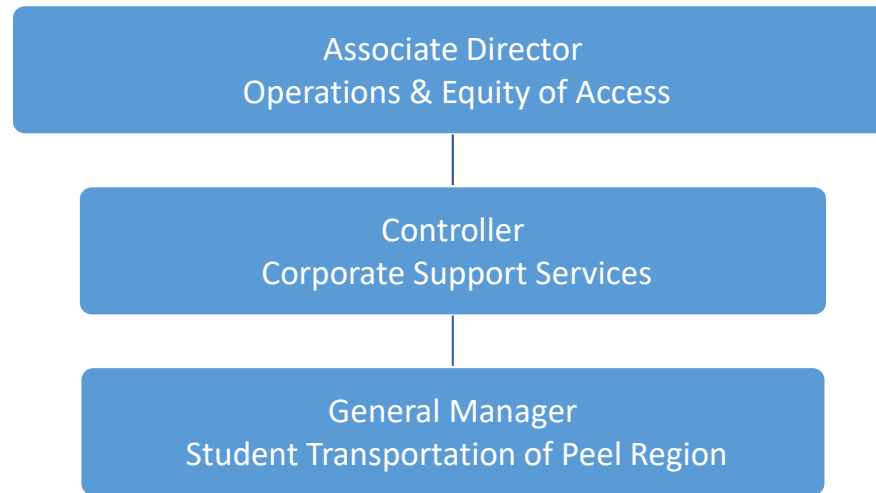 Associate Director
Operations & Equity of Access
Controller
Corporate Support Services
General Manager
Student Transportation of Peel Region